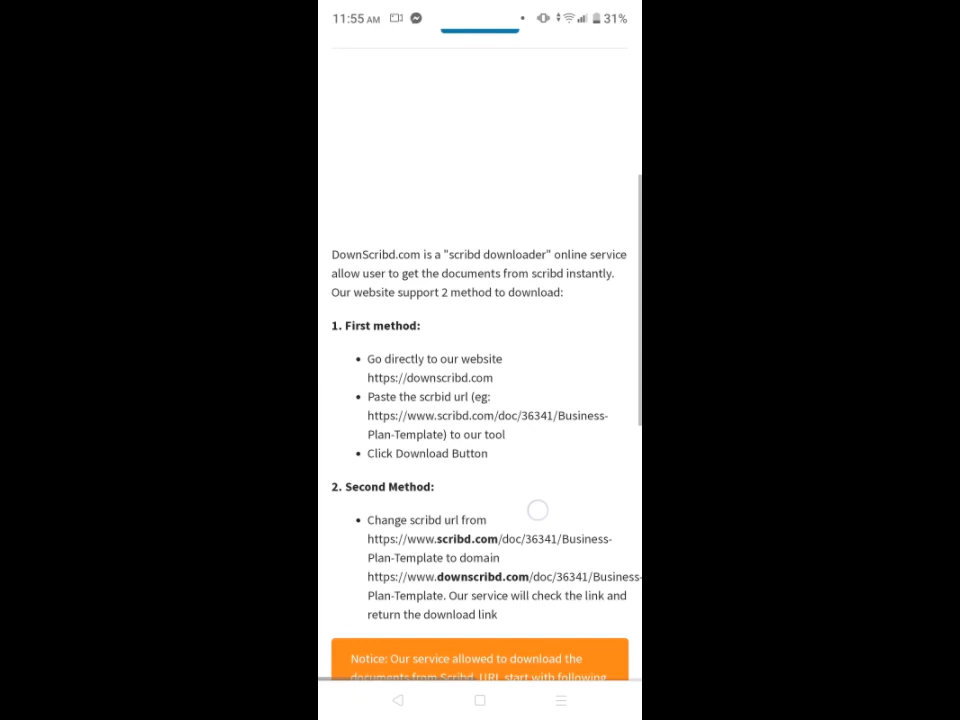 11:55 AM
31%
DownScribd.com is a "scribd downloader" online service
allow user to get the documents from scribd instantly.
Our website support 2 method to download:
1. First method:
• Go directly to our website
https://downscribd.com
• Paste the scrbid url (eg:
https://www.scribd.com/doc/36341/Business-
Plan-Template) to our tool
• Click Download Button
2. Second Method:
• Change scribd url from
https://www.scribd.com/doc/36341/Business-
Plan-Template to domain
https://www.downscribd.com/doc/36341/Business-
Plan-Template. Our service will check the link and
return the download link
Notice: Our service allowed to download the
documents from Scribd, URL start with following